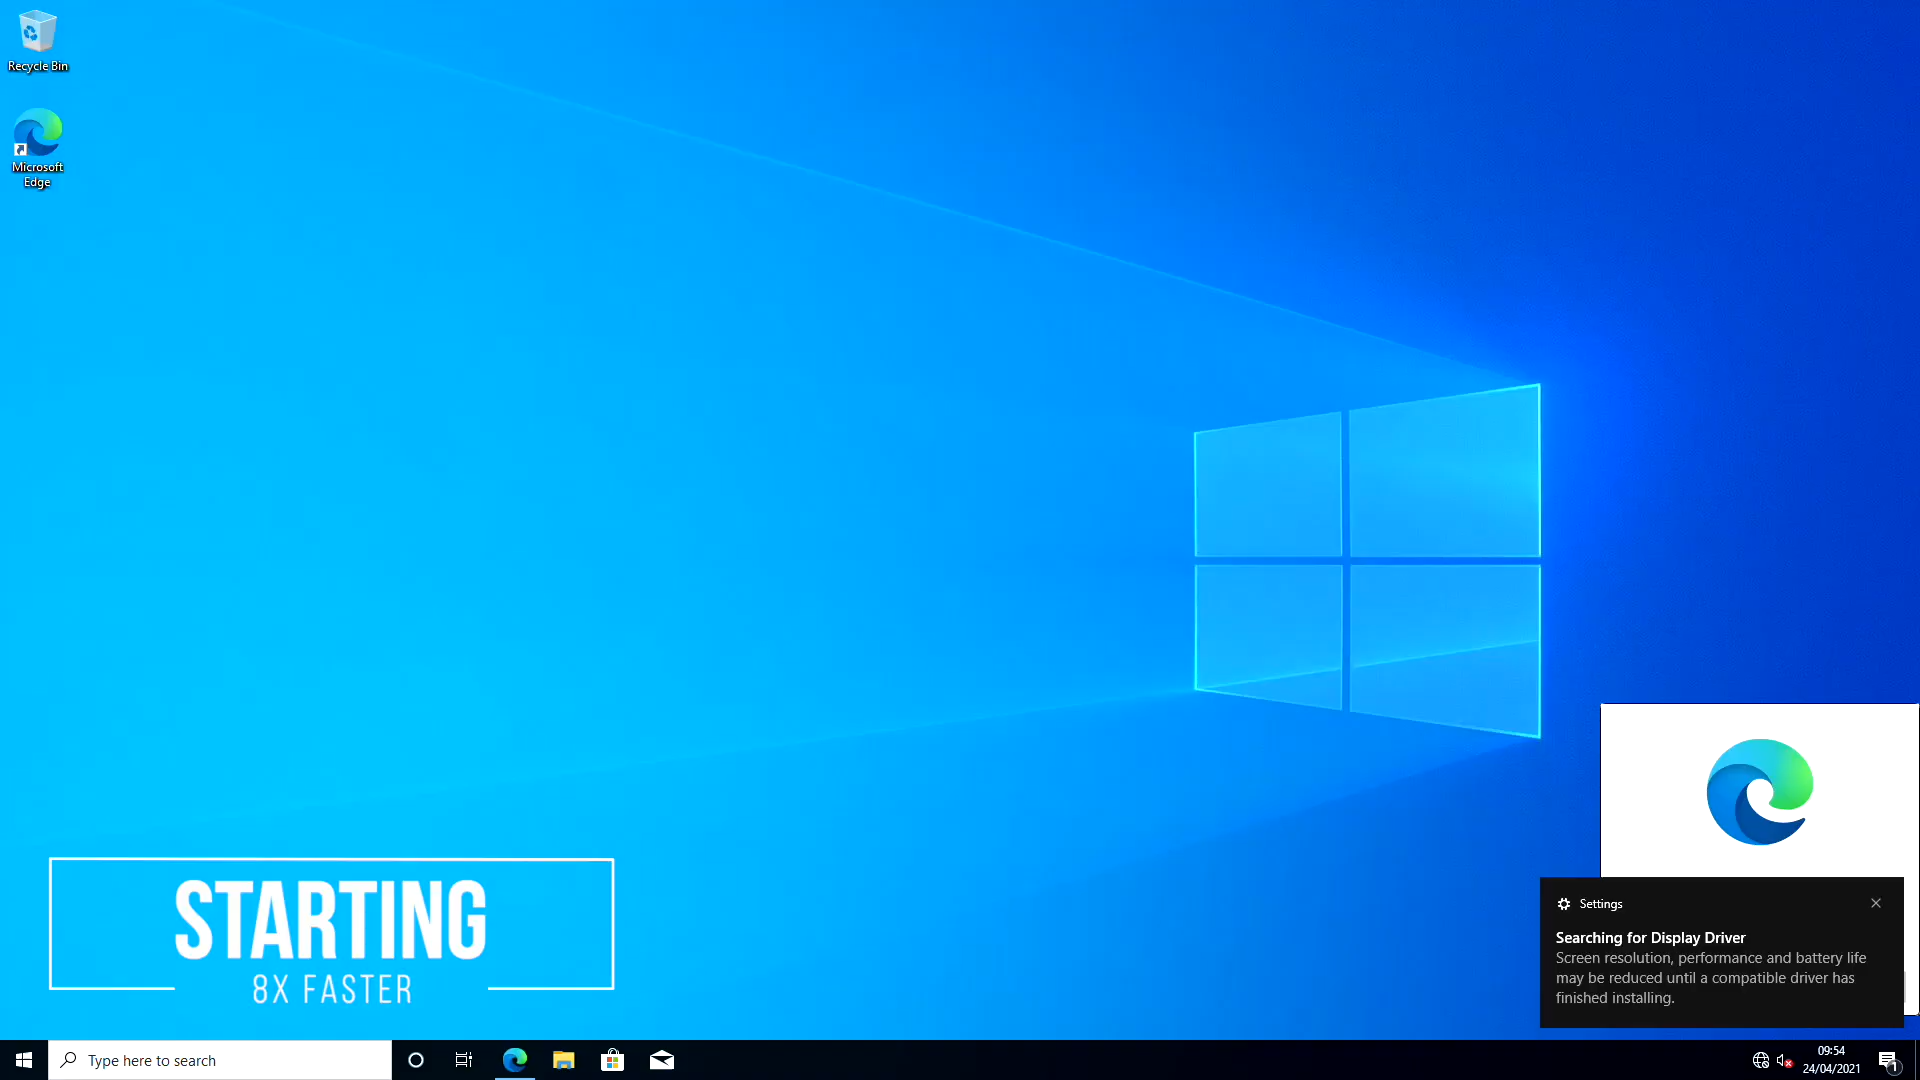 Recycle Bin
Microsoft
Edge
STARTING
8X FASTER
Settings
Searching for Display Driver
Screen resolution, performance and battery life
may be reduced until a compatible driver has
finished installing.
Type here to search
09:54
24/04/2021
1